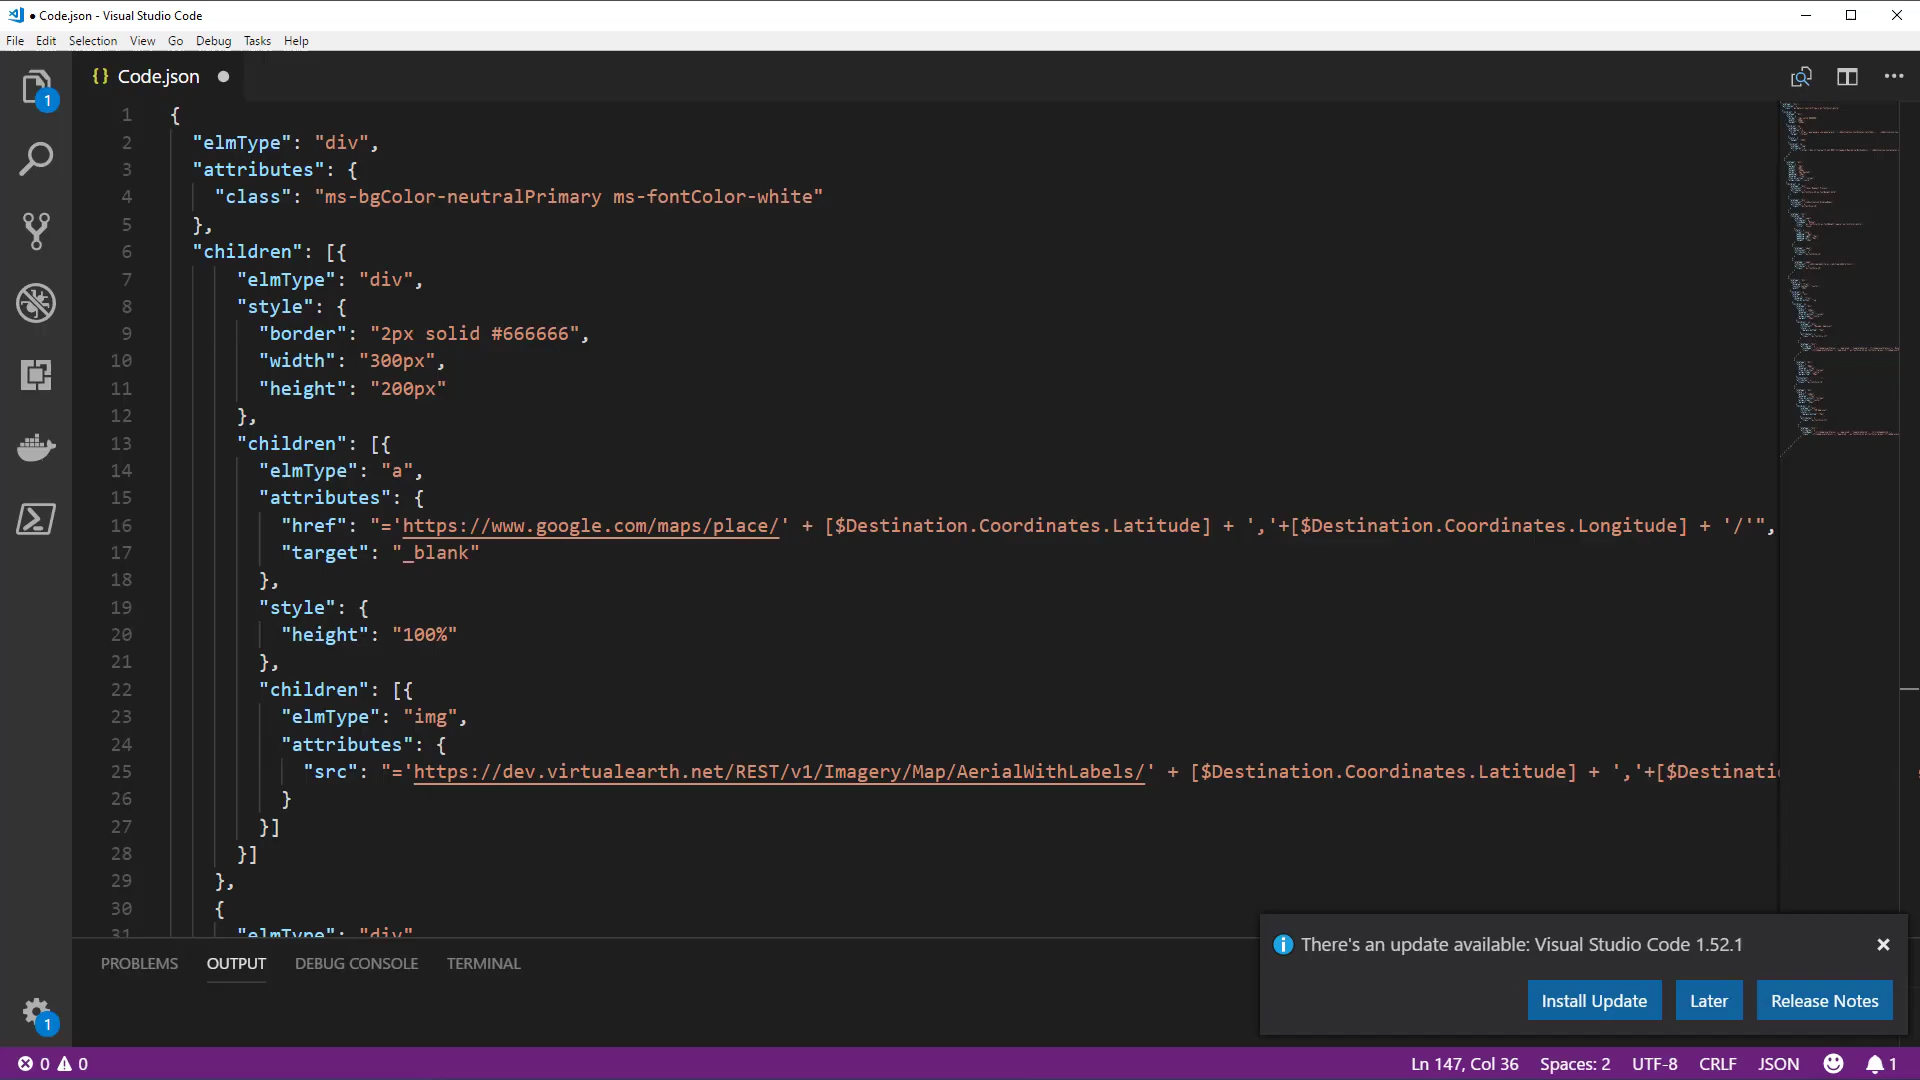 ● Code.json - Visual Studio Code
File Edit Selection View Go Debug Tasks Help
{} Code.json ●
1 {
2 "elmType": "div",
3 "attributes": {
4 "class": "ms-bgColor-neutralPrimary ms-fontColor-white"
5 },
6 "children": [{
7 "elmType": "div",
8 "style": {
9 "border": "2px solid #666666",
10 "width": "300px",
11 "height": "200px"
12 },
13 "children": [{
14 "elmType": "a",
15 "attributes": {
16 "href": "='https://www.google.com/maps/place/' + [$Destination.Coordinates.Latitude] + ','+[$Destination.Coordinates.Longitude] + '/'",
17 "target": "_blank"
18 },
19 "style": {
20 "height": "100%"
21 },
22 "children": [{
23 "elmType": "img",
24 "attributes": {
25 "src": "='https://dev.virtualearth.net/REST/v1/Imagery/Map/AerialWithLabels/' + [$Destination.Coordinates.Latitude] + ','+[$Destinati
26 }
27 }]
28 }]
29 },
30 {
31 "elmType": "div"
PROBLEMS OUTPUT DEBUG CONSOLE TERMINAL
There's an update available: Visual Studio Code 1.52.1
Install Update Later Release Notes
1
1
0 0 Ln 147, Col 36 Spaces: 2 UTF-8 CRLF JSON 1